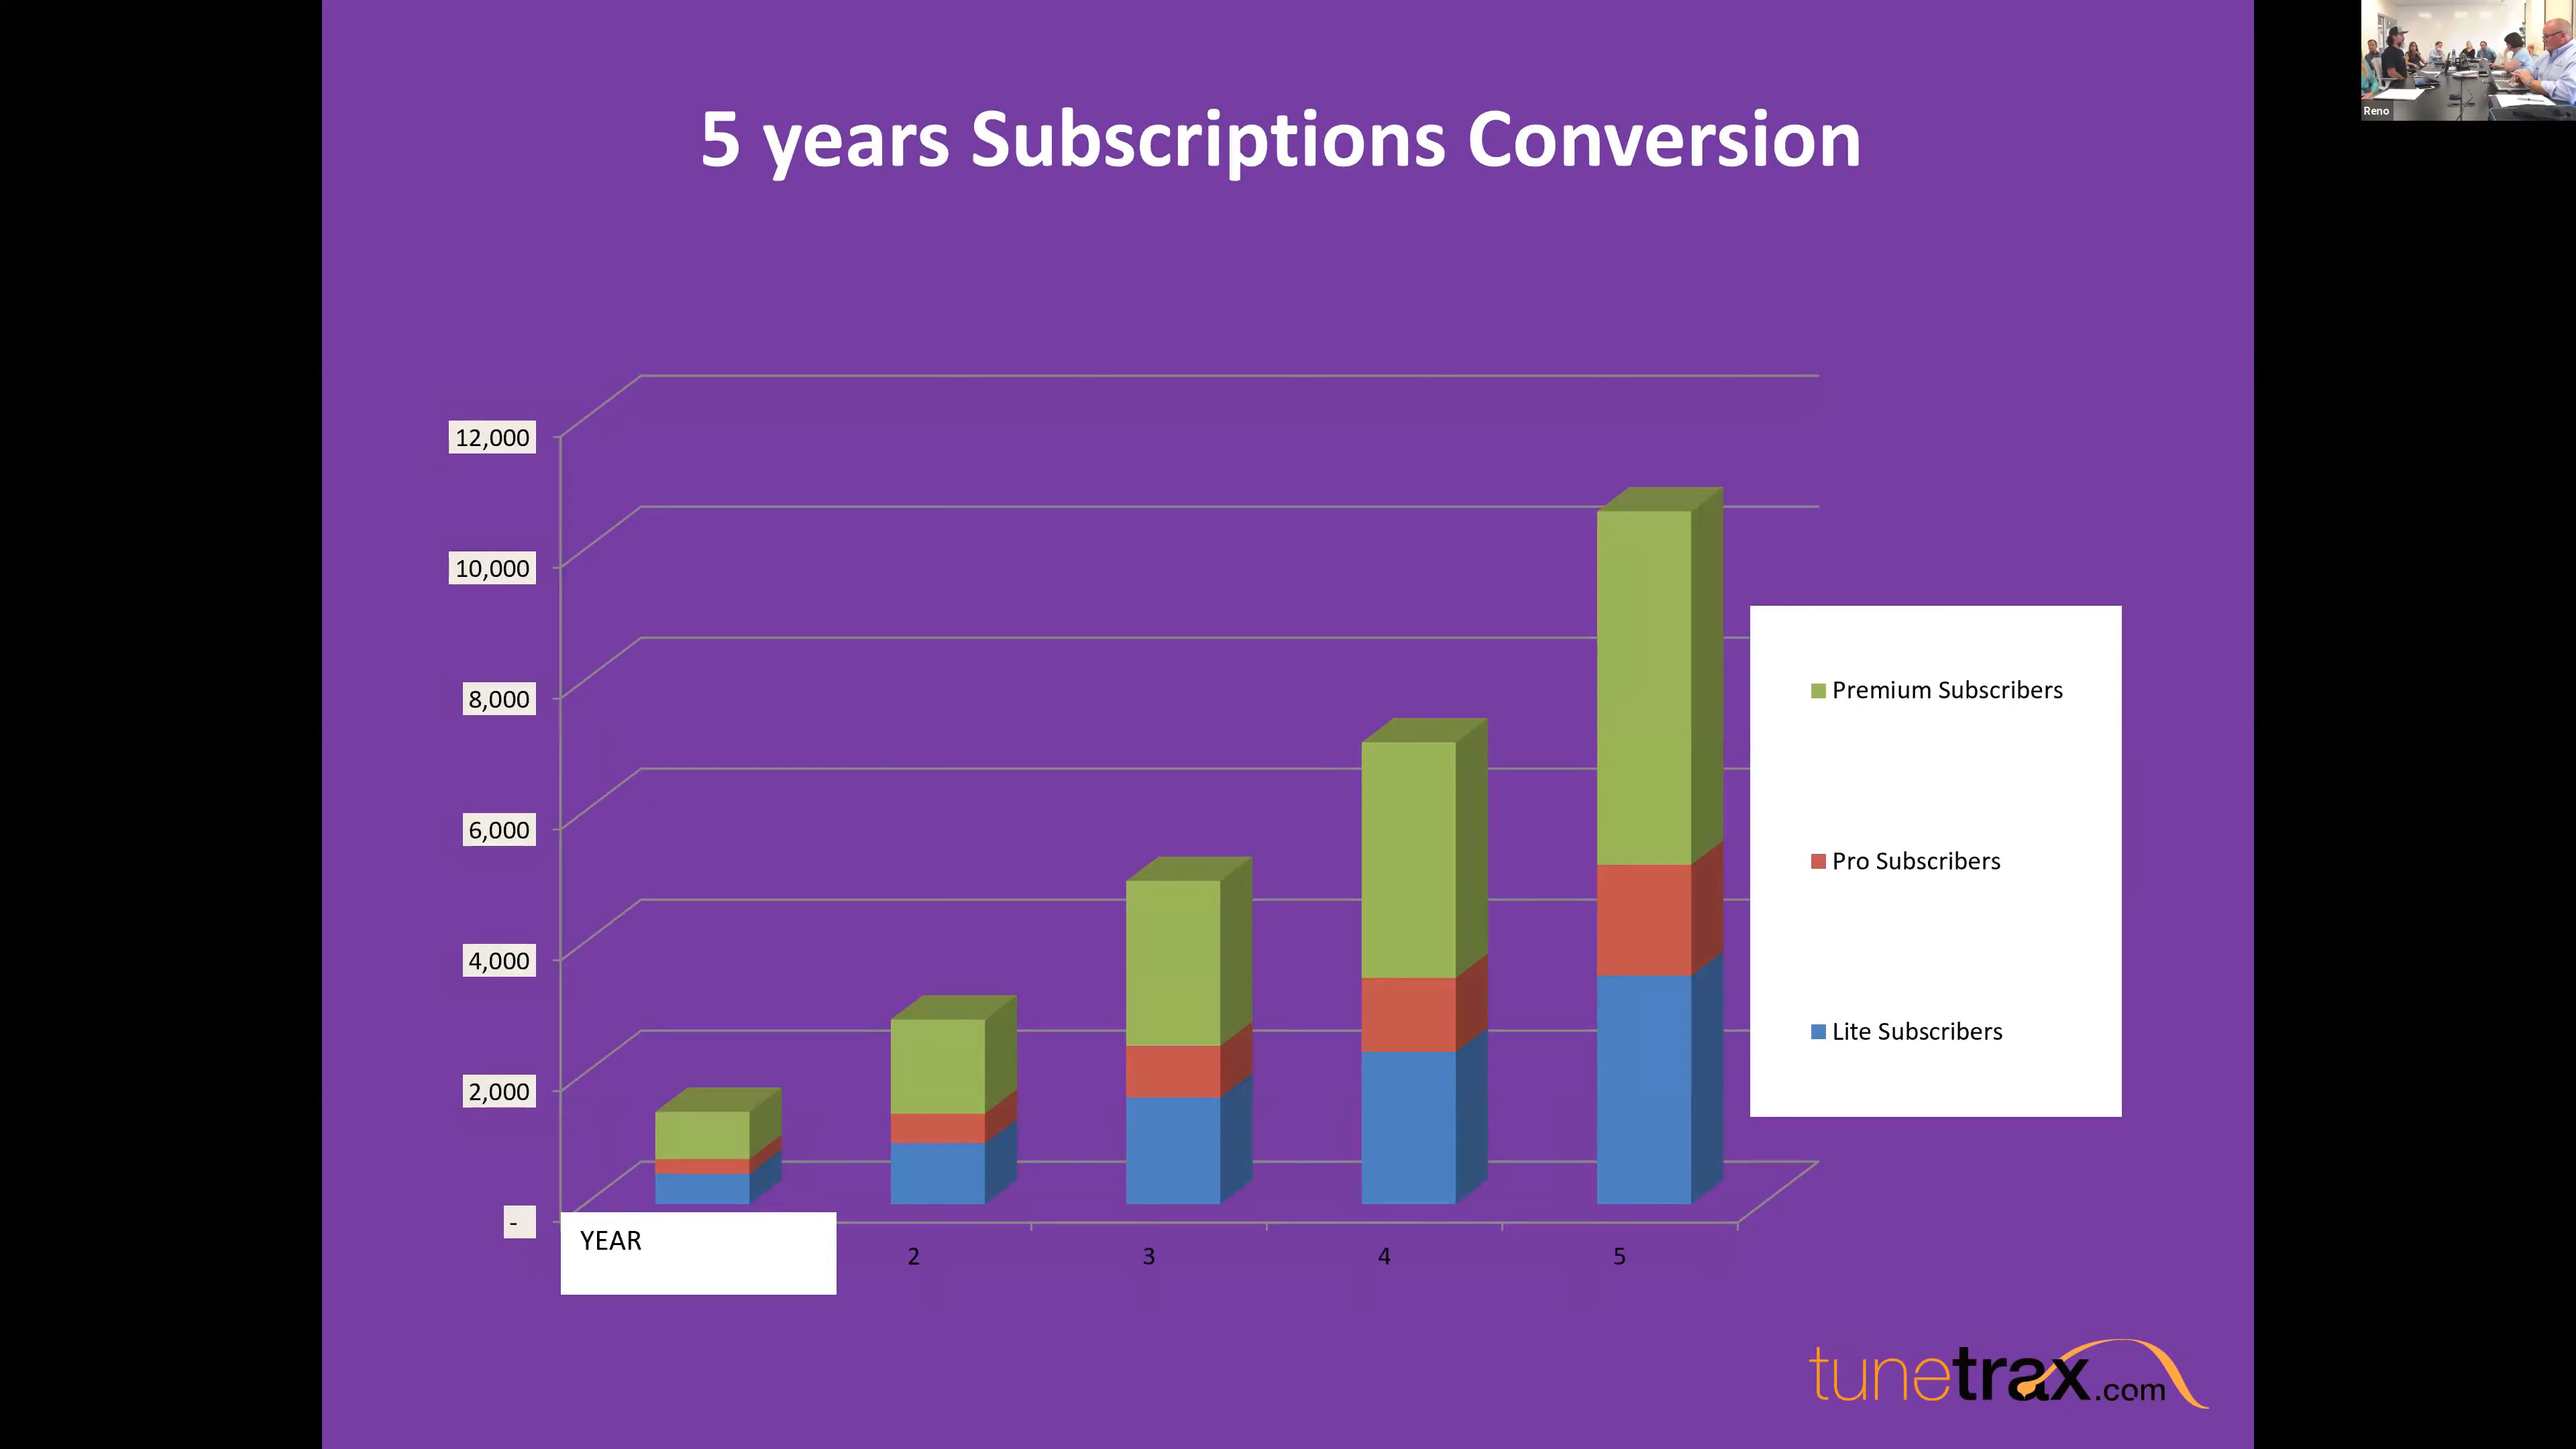 Reno
5 years Subscriptions Conversion
12,000
10,000
8,000
6,000
4,000
2,000
-
YEAR
2
3
4
5
Premium Subscribers
Pro Subscribers
Lite Subscribers
tunetrax.com